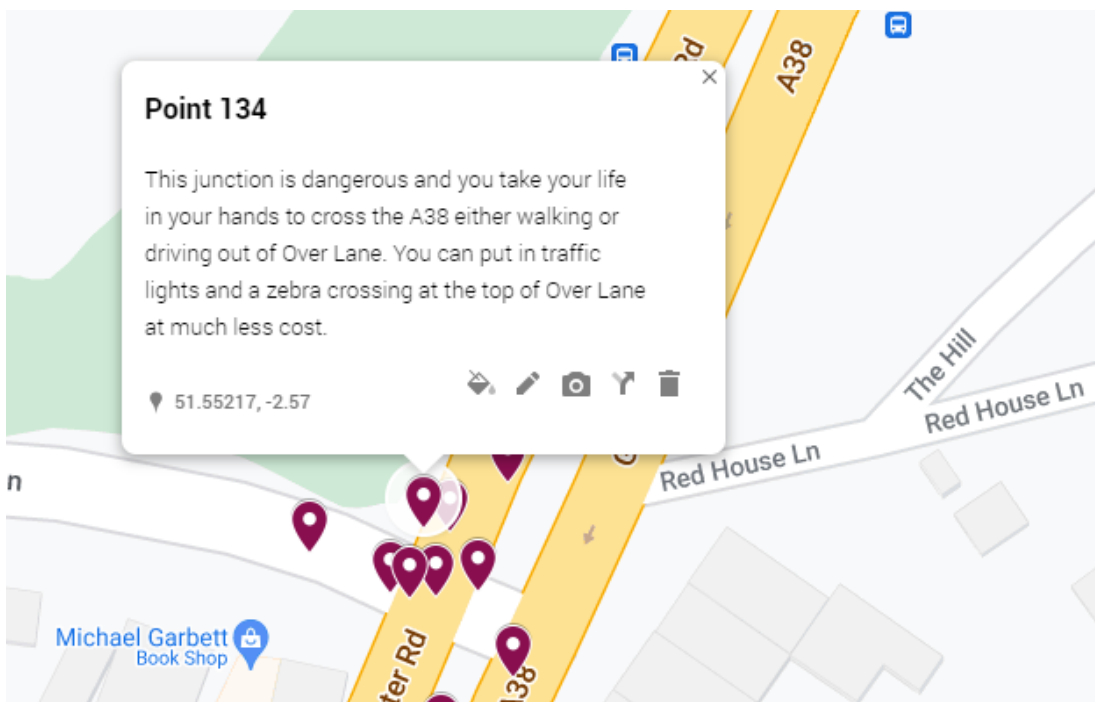 Rd
A38
Point 134
This junction is dangerous and you take your life
in your hands to cross the A38 either walking or
driving out of Over Lane. You can put in traffic
lights and a zebra crossing at the top of Over Lane
at much less cost.
51.55217, -2.57
The Hill
Red House Ln
Red House Ln
n
G
Michael Garbett
Book Shop
ter Rd
A38